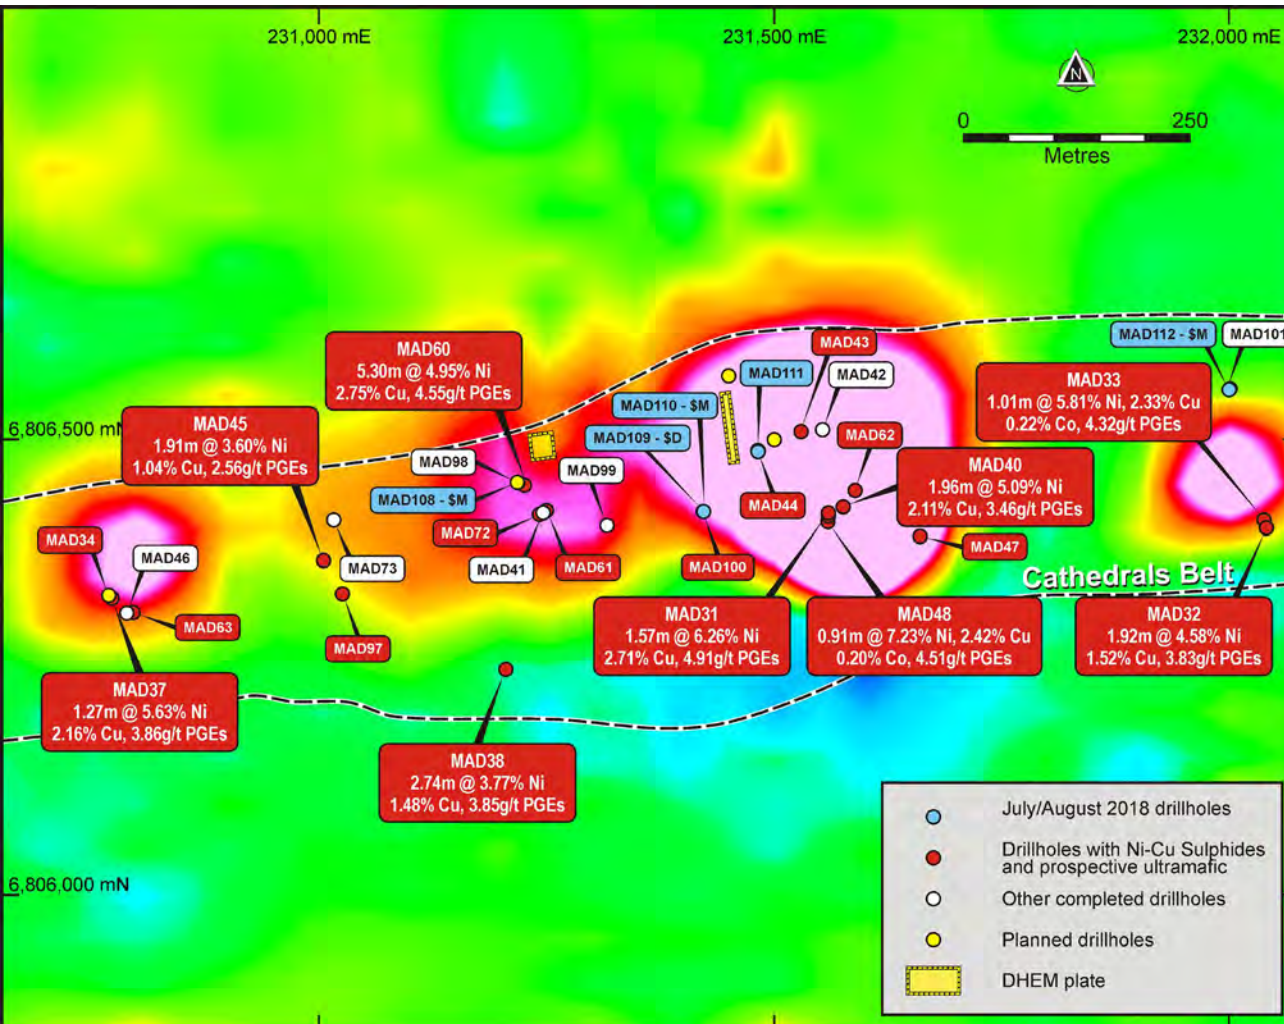 231,000 mE
231,500 mE
232,000 mE
N
0
250
Metres
MAD60
5.30m @ 4.95% Ni
2.75% Cu, 4.55g/t PGEs
MAD43
MAD112 - $M
MAD101
MAD111
MAD42
MAD33
1.01m @ 5.81% Ni, 2.33% Cu
0.22% Co, 4.32g/t PGEs
MAD110 - $M
6,806,500 mN
MAD45
1.91m @ 3.60% Ni
1.04% Cu, 2.56g/t PGEs
MAD109 - $D
MAD62
MAD98
MAD99
MAD40
1.96m @ 5.09% Ni
2.11% Cu, 3.46g/t PGEs
MAD108 - $M
MAD44
MAD72
MAD34
MAD46
MAD73
MAD41
MAD61
MAD100
MAD47
Cathedrals Belt
MAD63
MAD97
MAD31
1.57m @ 6.26% Ni
2.71% Cu, 4.91g/t PGEs
MAD48
0.91m @ 7.23% Ni, 2.42% Cu
0.20% Co, 4.51g/t PGEs
MAD32
1.92m @ 4.58% Ni
1.52% Cu, 3.83g/t PGEs
MAD37
1.27m @ 5.63% Ni
2.16% Cu, 3.86g/t PGEs
MAD38
2.74m @ 3.77% Ni
1.48% Cu, 3.85g/t PGEs
6,806,000 mN
July/August 2018 drillholes
Drillholes with Ni-Cu Sulphides
and prospective ultramafic
Other completed drillholes
Planned drillholes
DHEM plate